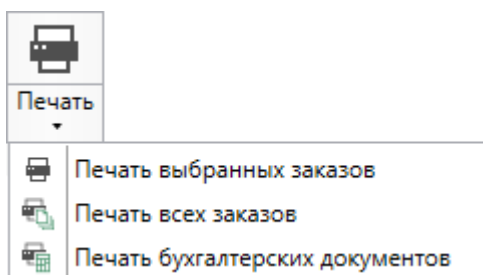 Печать
Печать выбранных заказов
Печать всех заказов
Печать бухгалтерских документов